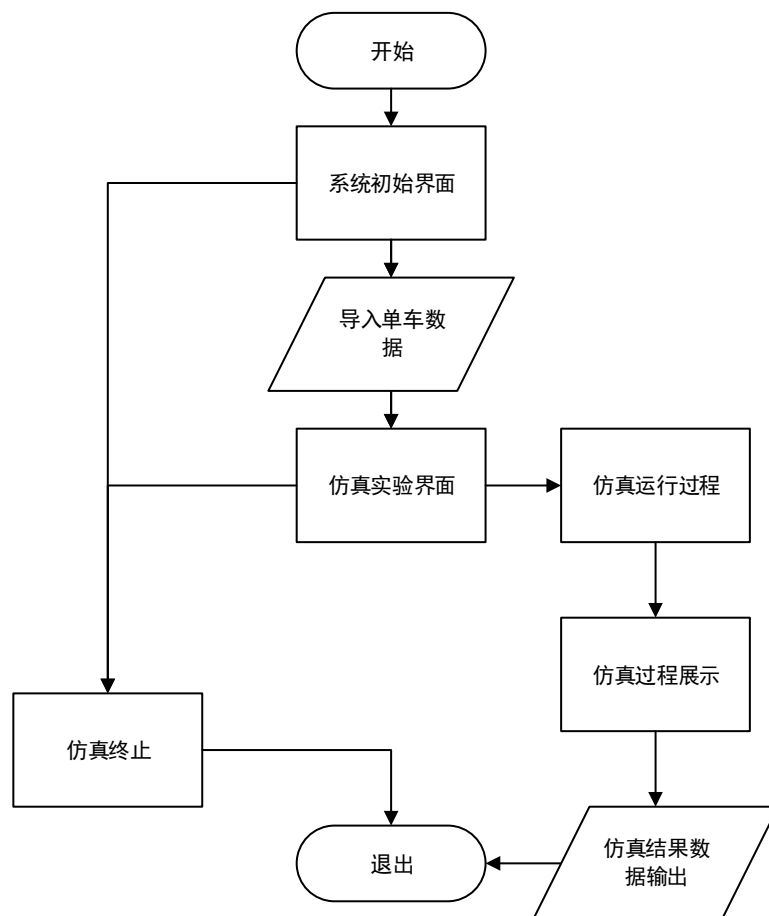 开始
系统初始界面
导入单车数
据
仿真实验界面
仿真运行过程
仿真过程展示
仿真终止
仿真结果数
据输出
退出